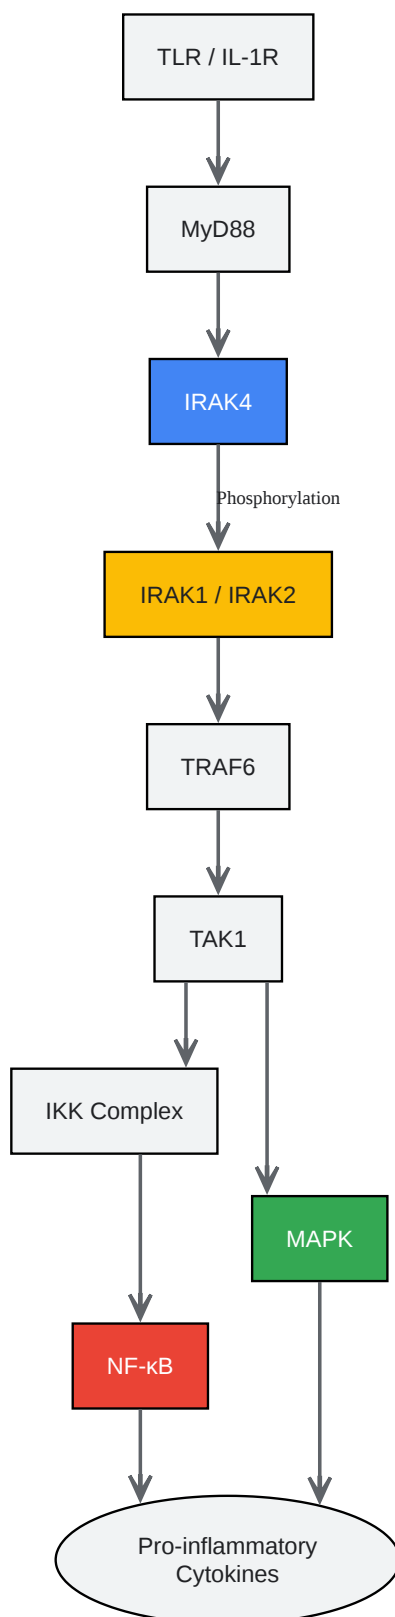 TLR / IL-1R
MyD88
IRAK4
Phosphorylation
IRAK1 / IRAK2
TRAF6
TAK1
IKK Complex
MAPK
NF-κB
Pro-inflammatory
Cytokines